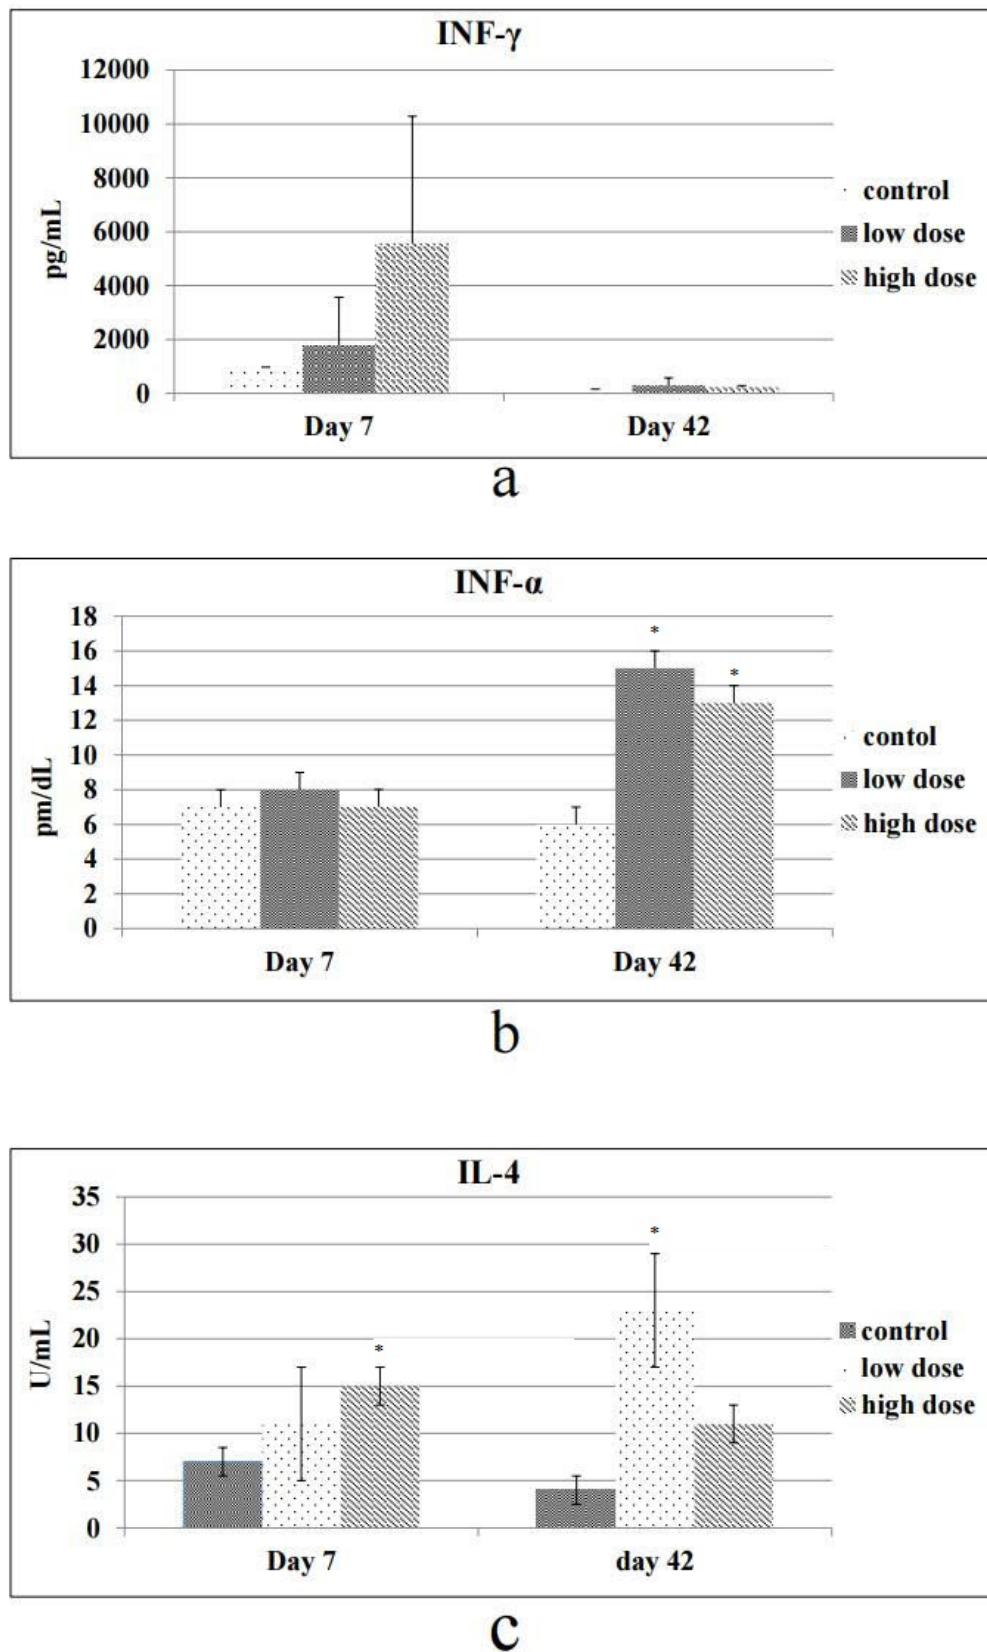 INF-γ
12000
10000
8000
6000
4000
2000
0
pg/mL
Day 7 Day 42
control
low dose
high dose
a
INF-α
18
16
14
12
10
8
6
4
2
0
pm/dL
* *
Day 7 Day 42
contol
low dose
high dose
b
IL-4
35
30
25
20
15
10
5
0
U/mL
* *
Day 7 day 42
control
low dose
high dose
c